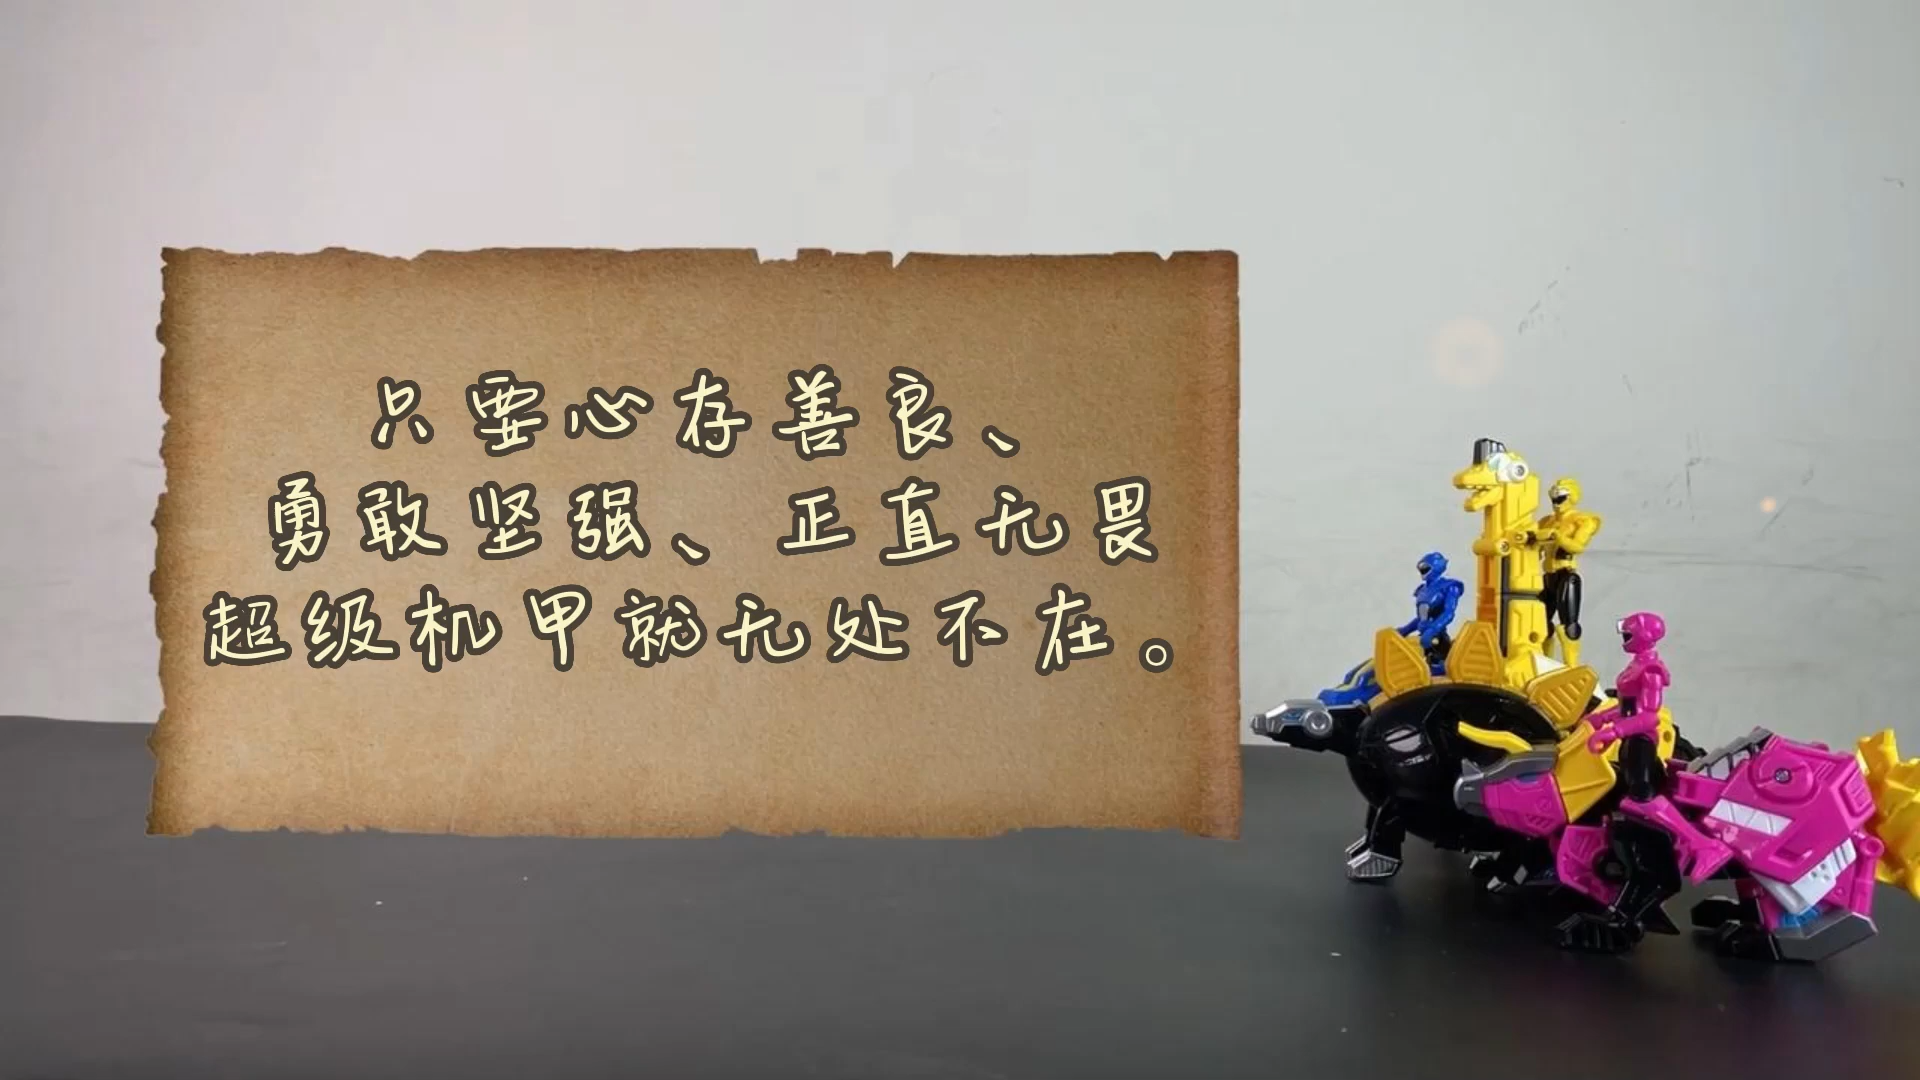 只要心存善良、
勇敢坚强、正直无畏
超级机甲就无处不在。